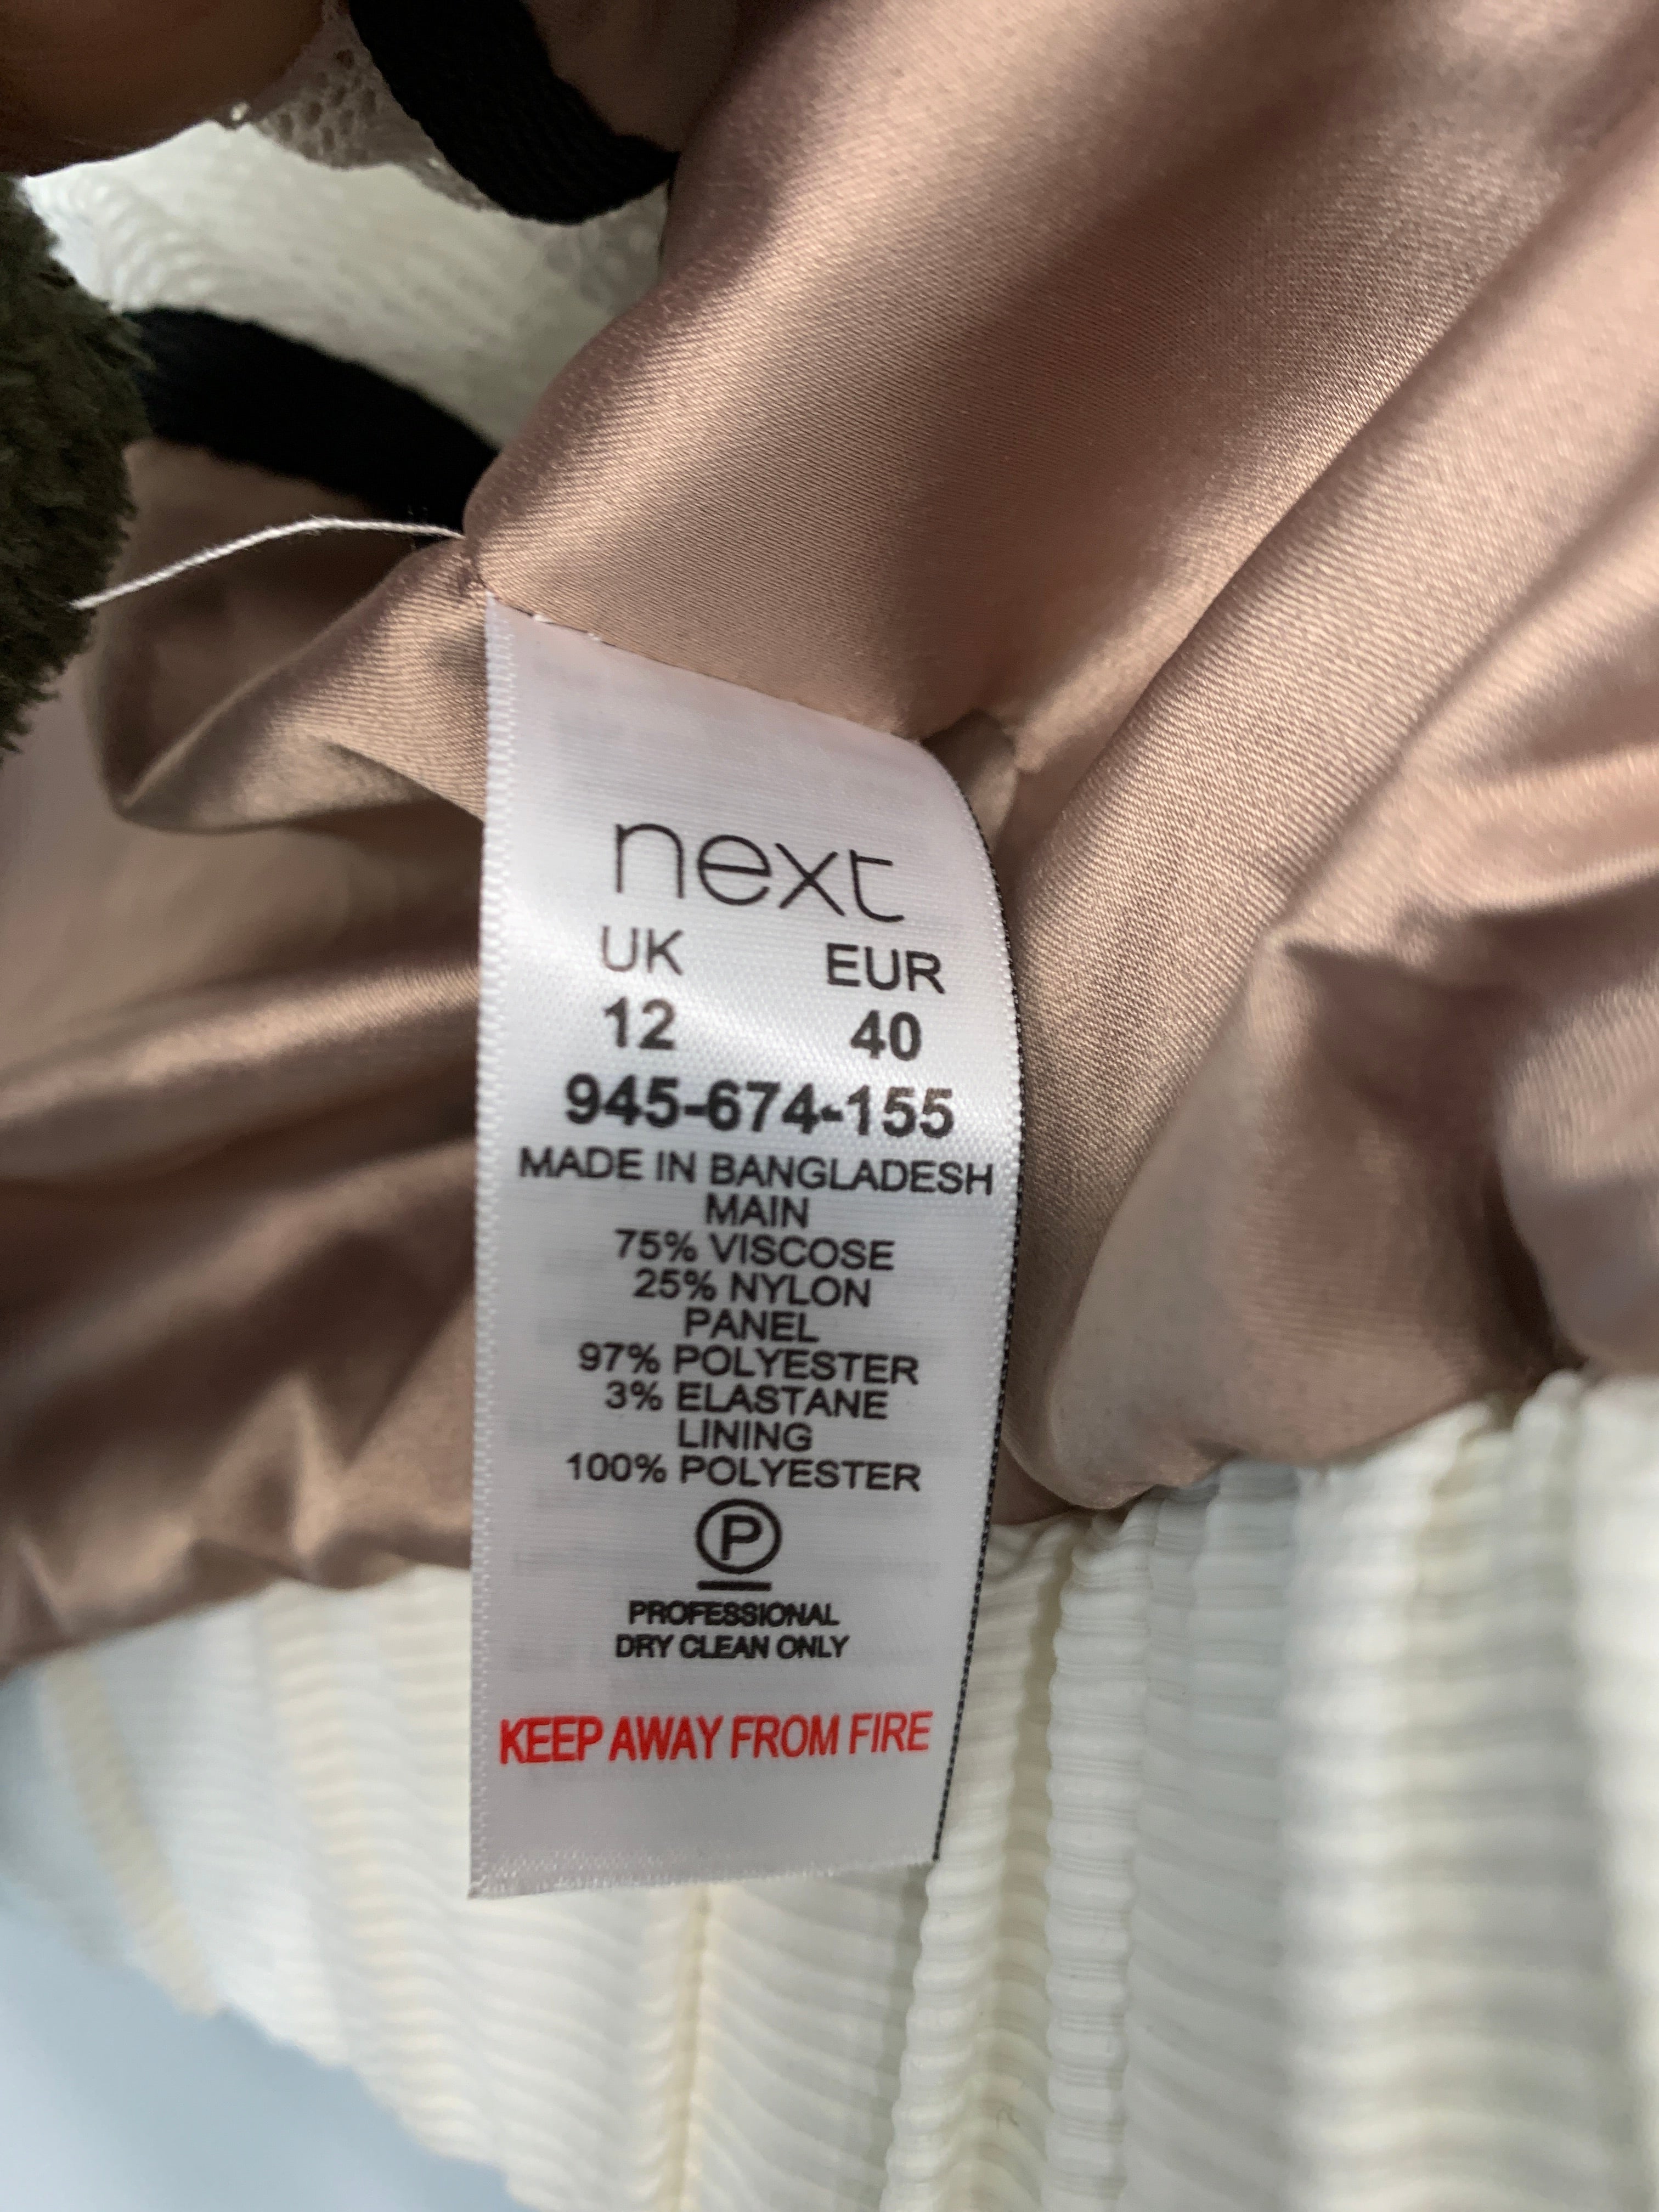 next
UK EUR
12 40
945-674-155
MADE IN BANGLADESH
MAIN
75% VISCOSE
25% NYLON
PANEL
97% POLYESTER
3% ELASTANE
LINING
100% POLYESTER
P
PROFESSIONAL
DRY CLEAN ONLY
KEEP AWAY FROM FIRE